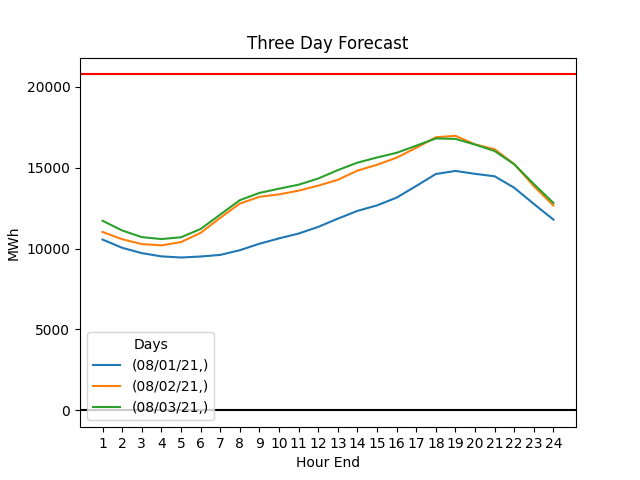 Three Day Forecast
20000
15000
10000
5000
0
MWh
Days
(08/01/21,)
(08/02/21,)
(08/03/21,)
1 2 3 4 5 6 7 8 9 10 11 12 13 14 15 16 17 18 19 20 21 22 23 24
Hour End